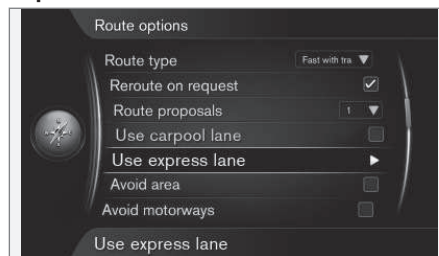 Route options
Route type Fast with tra
Reroute on request
Route proposals 1
Use carpool lane
Use express lane
Avoid area
Avoid motorways
Use express lane